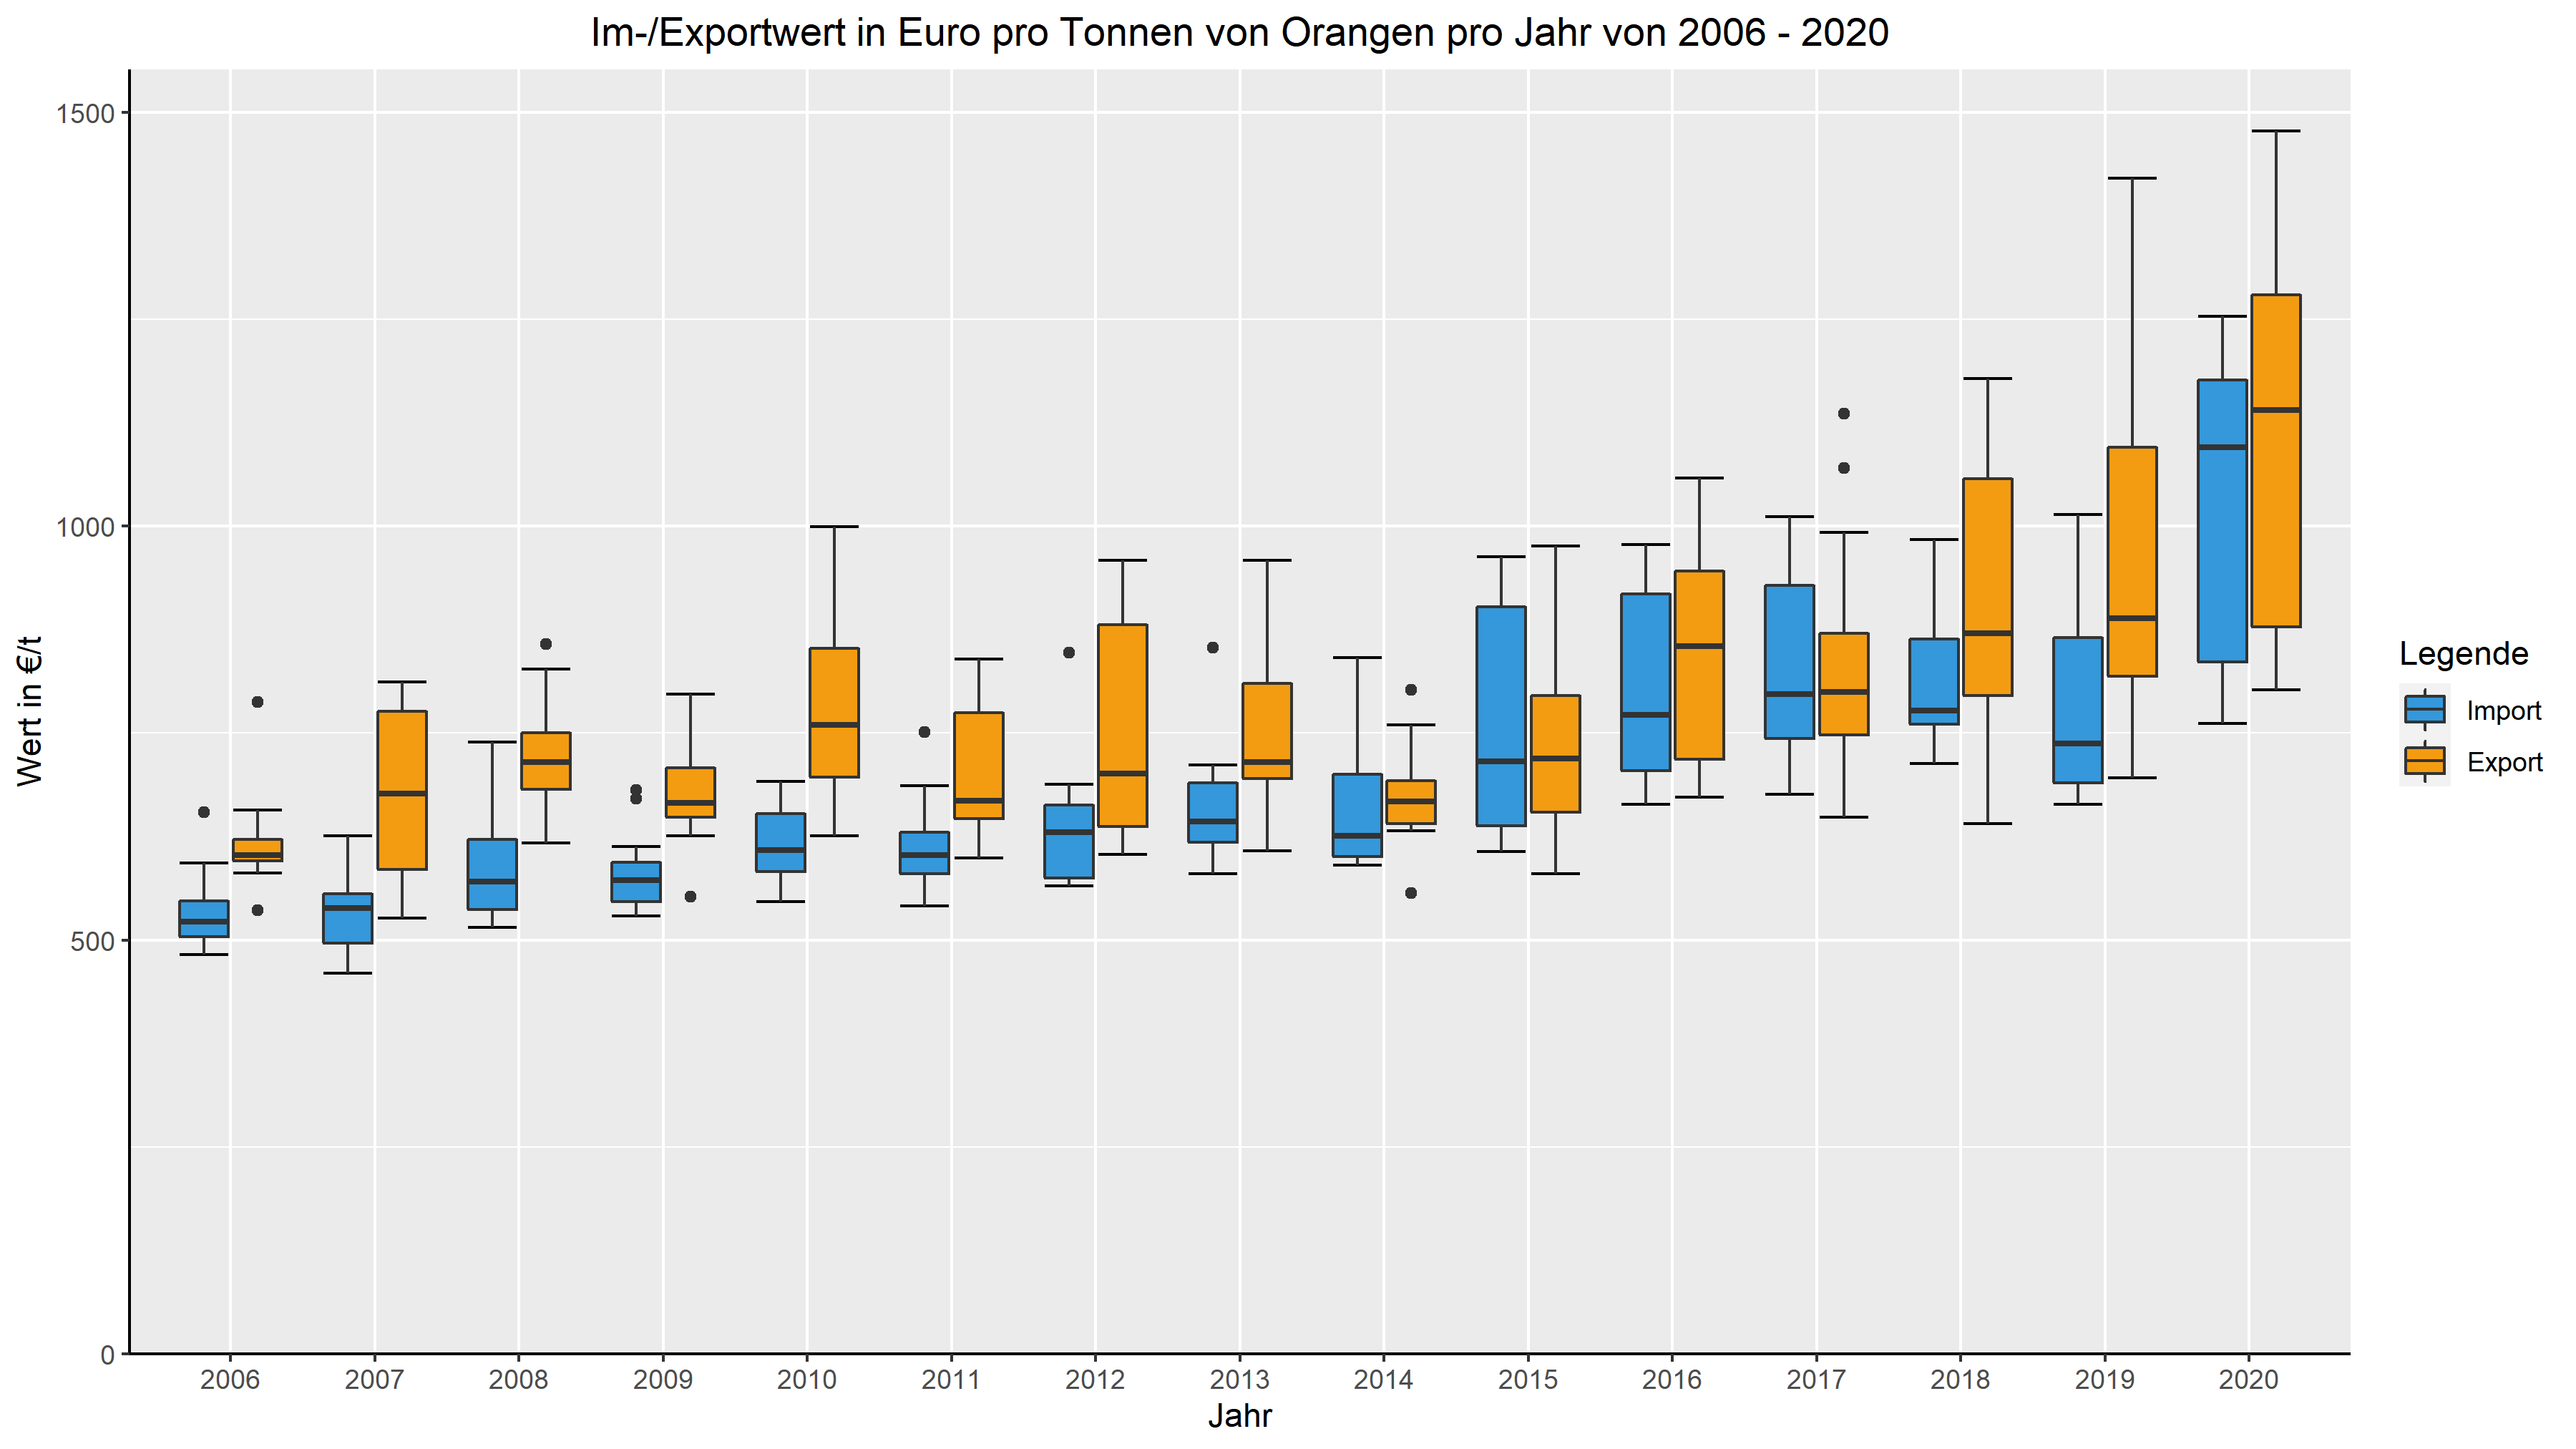 Im-/Exportwert in Euro pro Tonnen von Orangen pro Jahr von 2006 - 2020
1500
1000
500
0
Wert in €/t
2006 2007 2008 2009 2010 2011 2012 2013 2014 2015 2016 2017 2018 2019 2020
Jahr
Legende
Import
Export